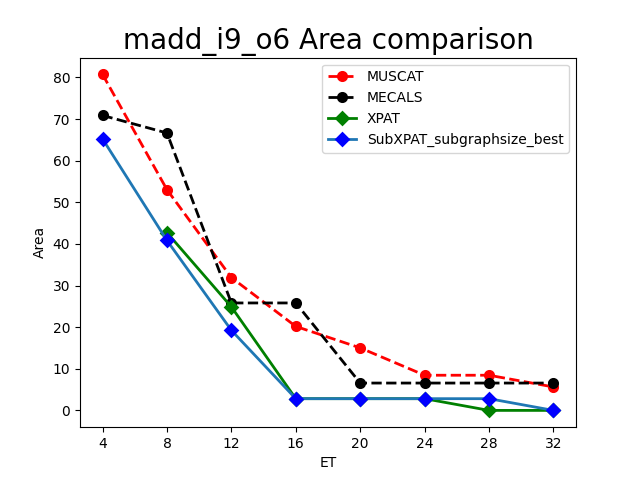 madd_i9_o6 Area comparison
MUSCAT
MECALS
XPAT
SubXPAT_subgraphsize_best
Area
80
70
60
50
40
30
20
10
0
4 8 12 16 20 24 28 32
ET